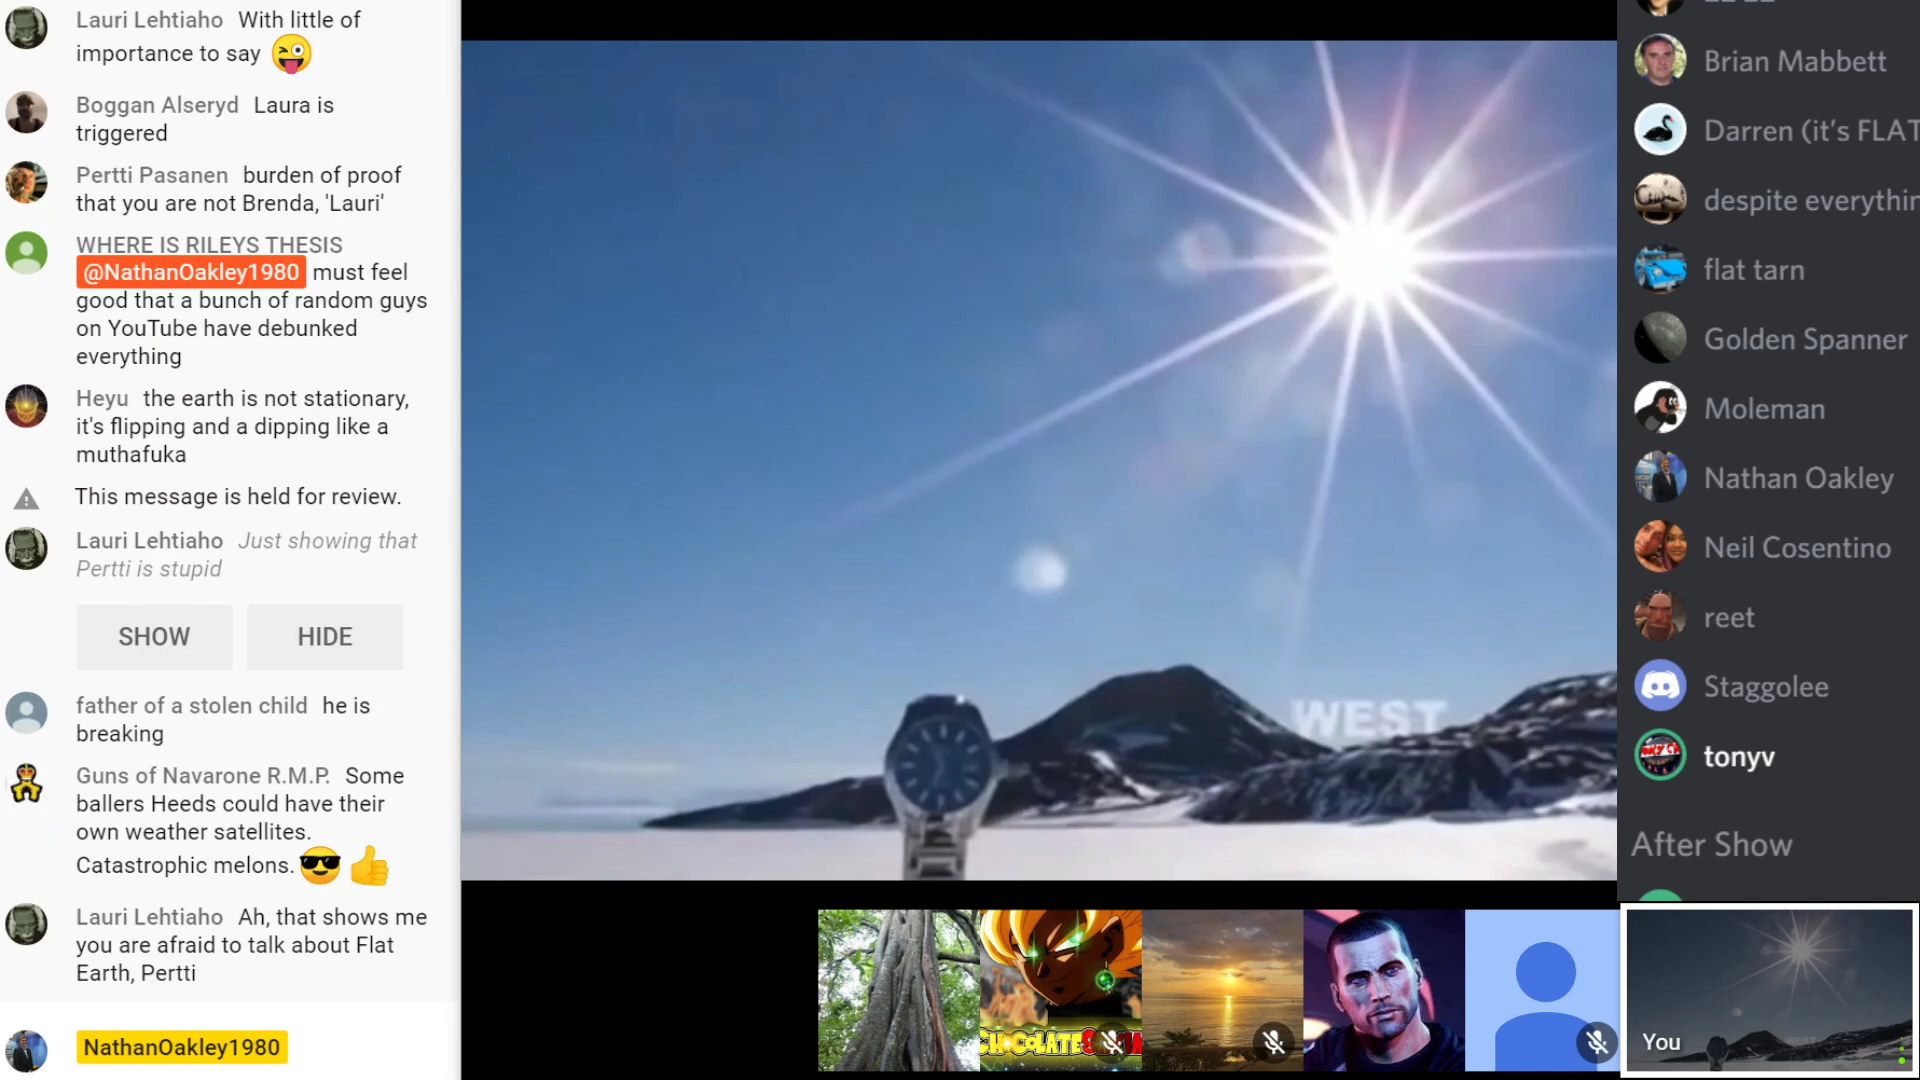 Lauri Lehtiaho With little of
importance to say
Boggan Alseryd Laura is
triggered
Pertti Pasanen burden of proof
that you are not Brenda, 'Lauri'
WHERE IS RILEYS THESIS
@NathanOakley1980 must feel
good that a bunch of random guys
on YouTube have debunked
everything
Heyu the earth is not stationary,
it's flipping and a dipping like a
muthafuka
This message is held for review.
Lauri Lehtiaho Just showing that
Pertti is stupid
SHOW HIDE
father of a stolen child he is
breaking
Guns of Navarone R.M.P. Some
ballers Heeds could have their
own weather satellites.
Catastrophic melons.
Lauri Lehtiaho Ah, that shows me
you are afraid to talk about Flat
Earth, Pertti
NathanOakley1980
WEST
Brian Mabbett
Darren (it's FLAT
despite everythin
flat tarn
Golden Spanner
Moleman
Nathan Oakley
Neil Cosentino
reet
Staggolee
tonyv
After Show
You